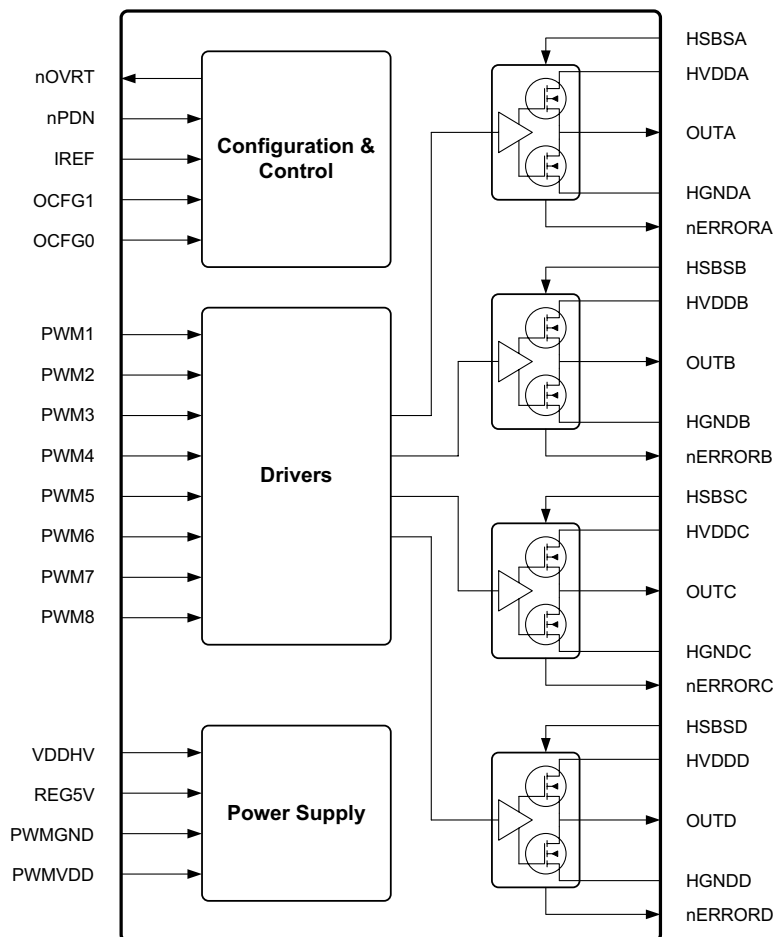 nOVRT
nPDN
IREF
OCFG1
OCFG0
Configuration &
Control
PWM1
PWM2
PWM3
PWM4
PWM5
PWM6
PWM7
PWM8
Drivers
VDDHV
REG5V
PWMGND
PWMVDD
Power Supply
HSBSA
HVDDA
OUTA
HGNDA
nERRORA
HSBSB
HVDDB
OUTB
HGNDB
nERRORB
HSBSC
HVDDC
OUTC
HGNDC
nERRORC
HSBSD
HVDDD
OUTD
HGNDD
nERRORD